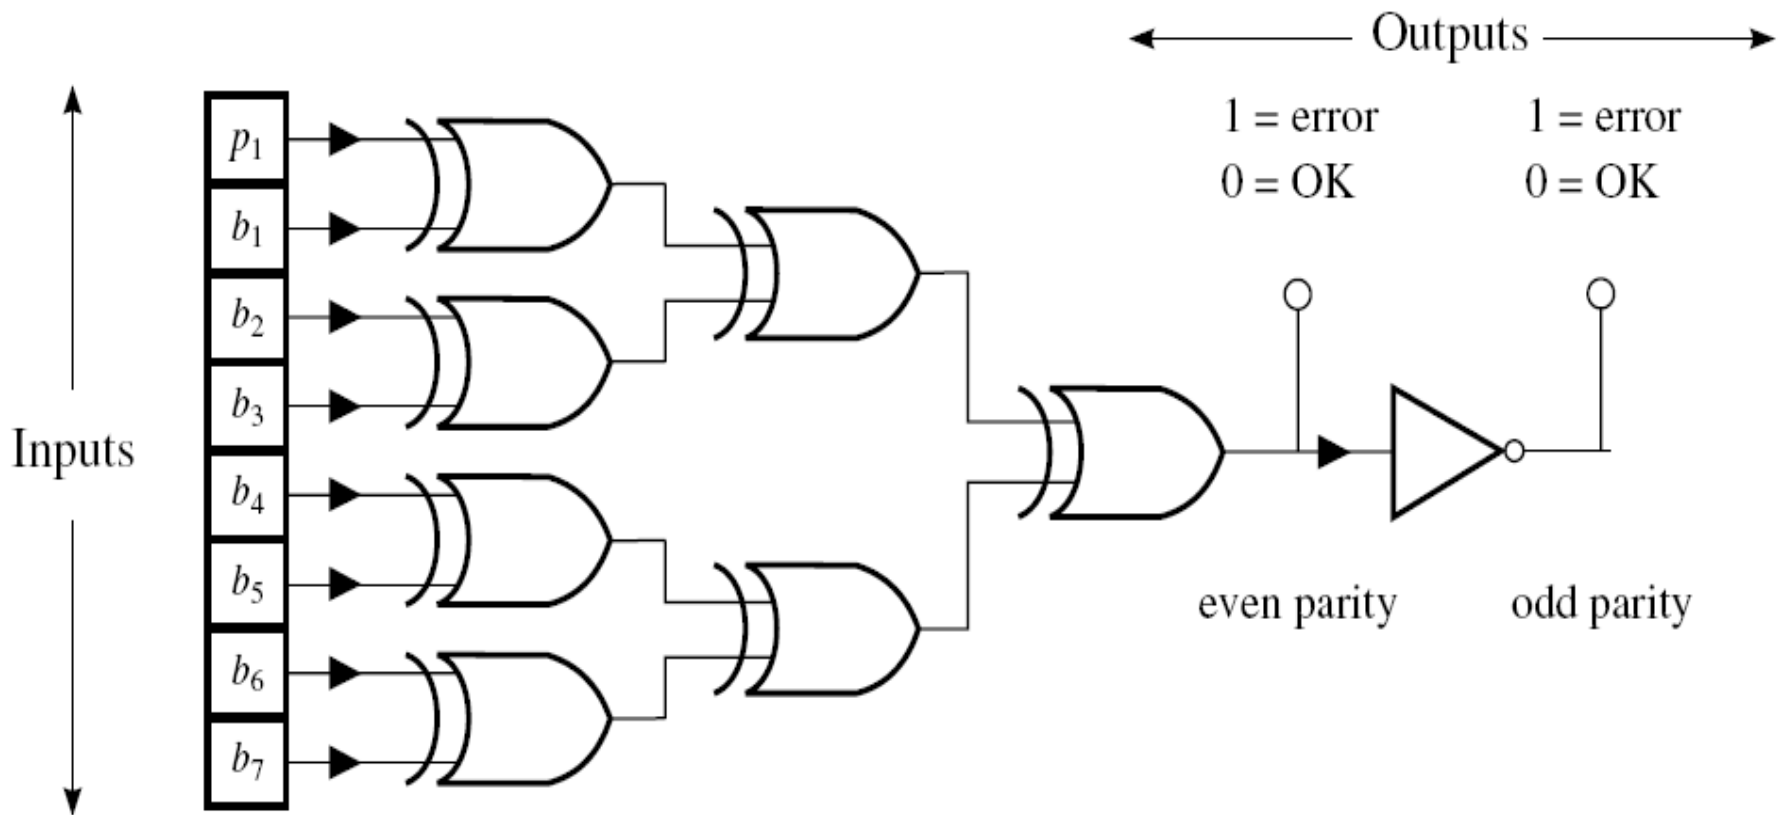 Outputs
1 = error
0 = OK
1 = error
0 = OK
Inputs
p1
b1
b2
b3
b4
b5
b6
b7
even parity
odd parity